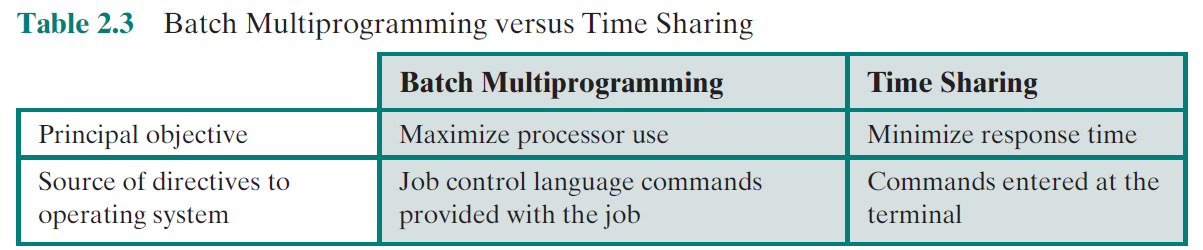 Table 2.3 Batch Multiprogramming versus Time Sharing
Batch Multiprogramming Time Sharing
Principal objective Maximize processor use Minimize response time
Source of directives to Job control language commands Commands entered at the
operating system provided with the job terminal